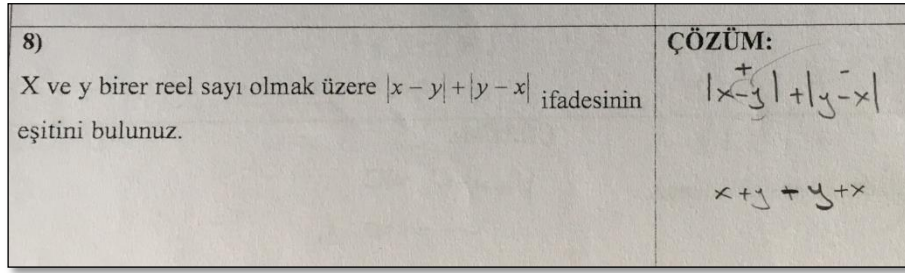 8)
X ve y birer reel sayı olmak üzere |x − y|+|y − x| ifadesinin
eşitini bulunuz.
ÇÖZÜM:
+ −
|x-y| + |y-x|
x+y + y+x